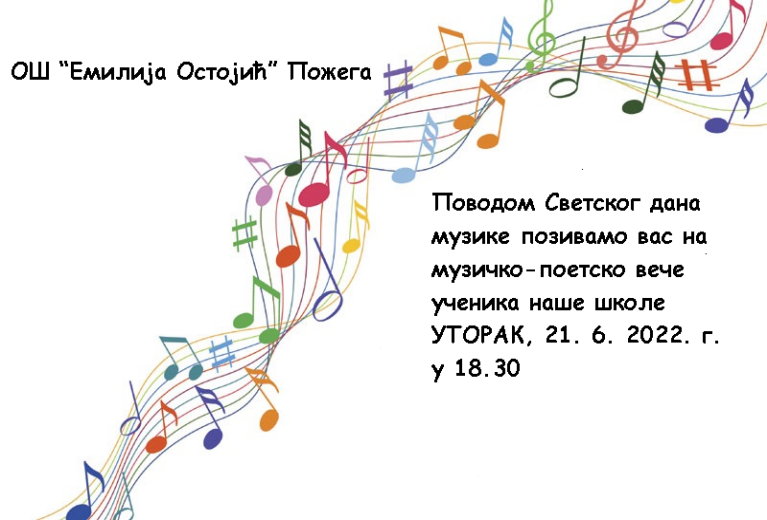 ОШ “Емилија Остојић” Пожега
Поводом Светског дана
музике позивамо вас на
музичко-поетско вече
ученика наше школе
УТОРАК, 21. 6. 2022. г.
у 18.30